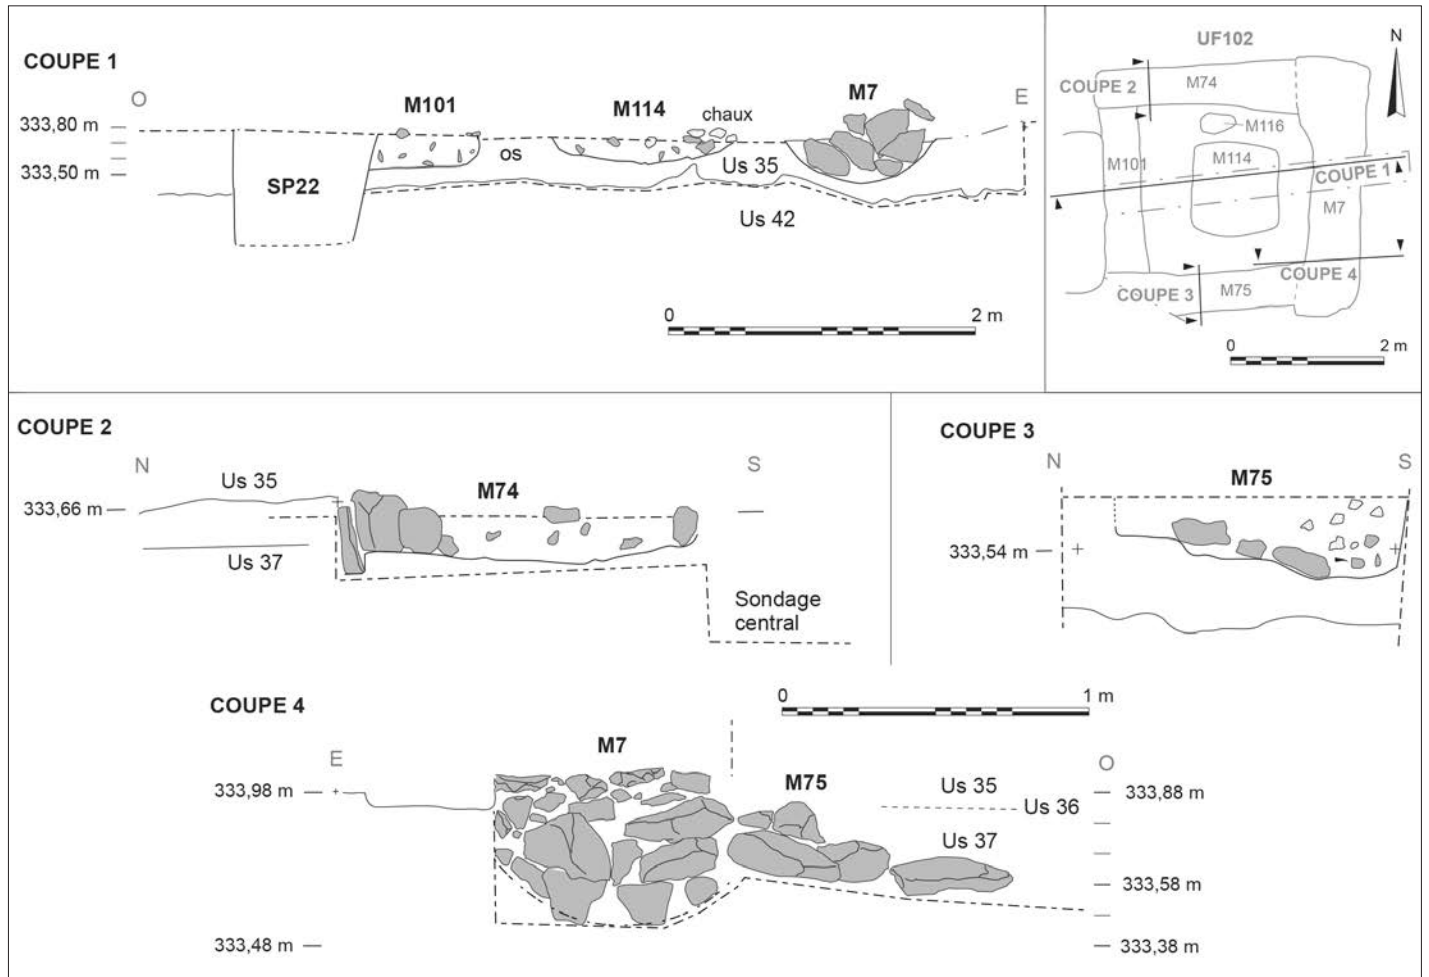 COUPE 1
O
M101
M114
chaux
M7
E
333,80 m
os
Us 35
333,50 m
SP22
Us 42
0
2 m
UF102
N
COUPE 2
M74
M116
M101
M114
COUPE 1
M7
COUPE 4
COUPE 3
M75
0
2 m
COUPE 2
N
S
Us 35
M74
333,66 m
Us 37
Sondage
central
COUPE 3
N
S
M75
333,54 m
COUPE 4
0
1 m
M7
E
M75
O
333,98 m
Us 35
333,88 m
Us 36
Us 37
333,58 m
333,48 m
333,38 m